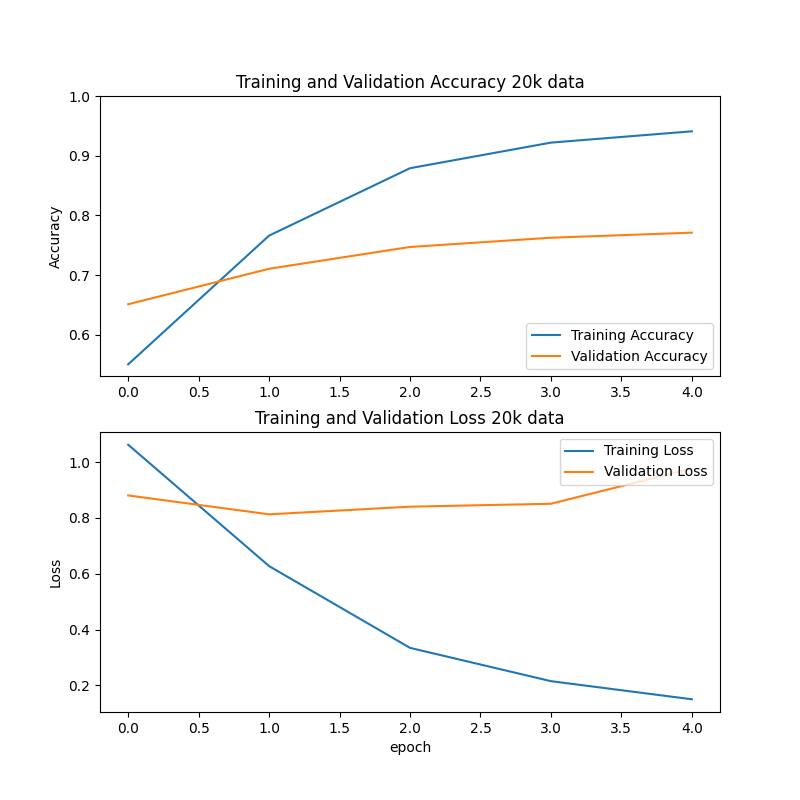 Training and Validation Accuracy 20k data
1.0
0.9
0.8
0.7
0.6
Accuracy
Training Accuracy
Validation Accuracy
0.0 0.5 1.0 1.5 2.0 2.5 3.0 3.5 4.0
Training and Validation Loss 20k data
1.0
0.8
0.6
0.4
0.2
Loss
Training Loss
Validation Loss
0.0 0.5 1.0 1.5 2.0 2.5 3.0 3.5 4.0
epoch